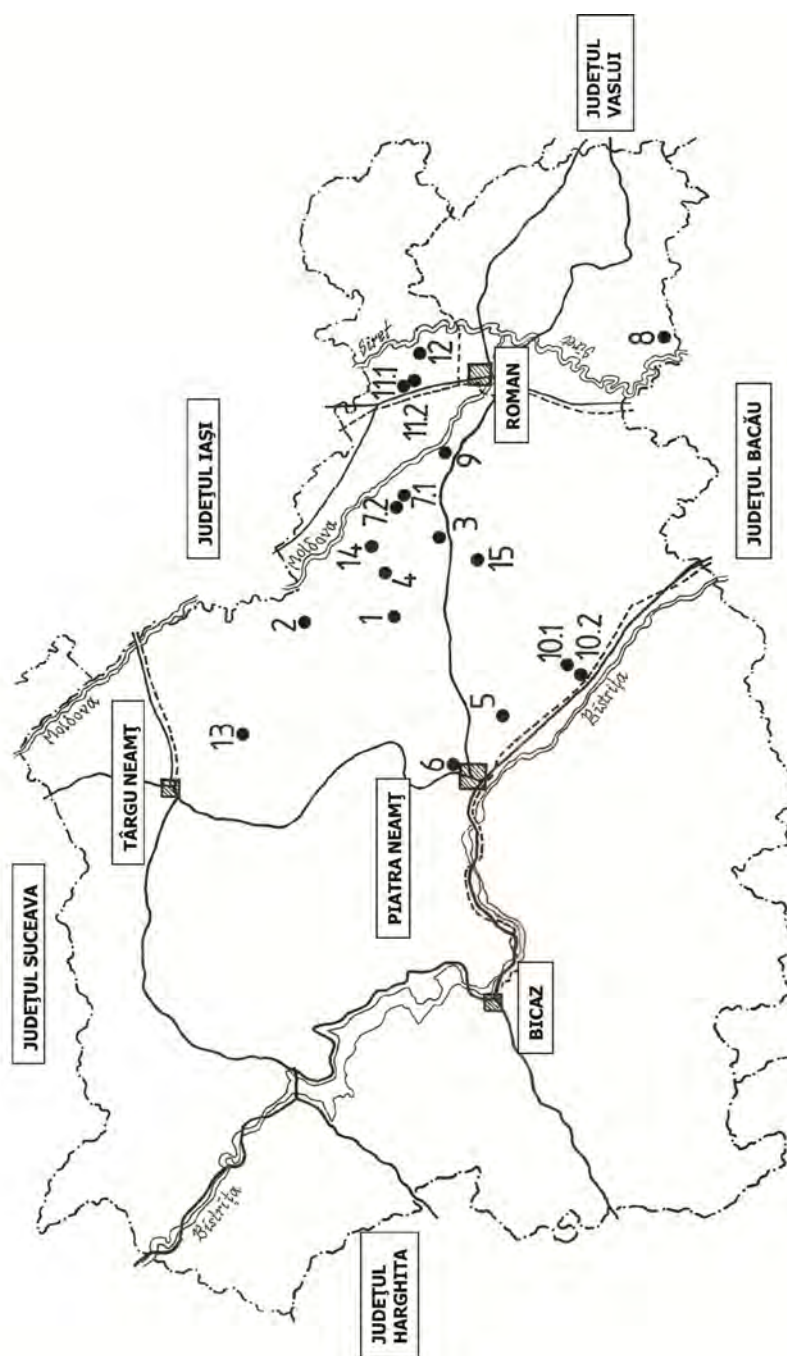 JUDEȚUL SUCEAVA
Moldova
TÂRGU NEAMȚ
JUDEȚUL IAȘI
Bistrița
13
2
Moldova
Siret
14
1
4
7.2
7.1
11.1
11.2
12
JUDEȚUL
HARGHITA
PIATRA NEAMȚ
6
3
9
5
15
ROMAN
BICAZ
10.1
10.2
Siret
Bistrița
JUDEȚUL
VASLUI
8
JUDEȚUL BACĂU